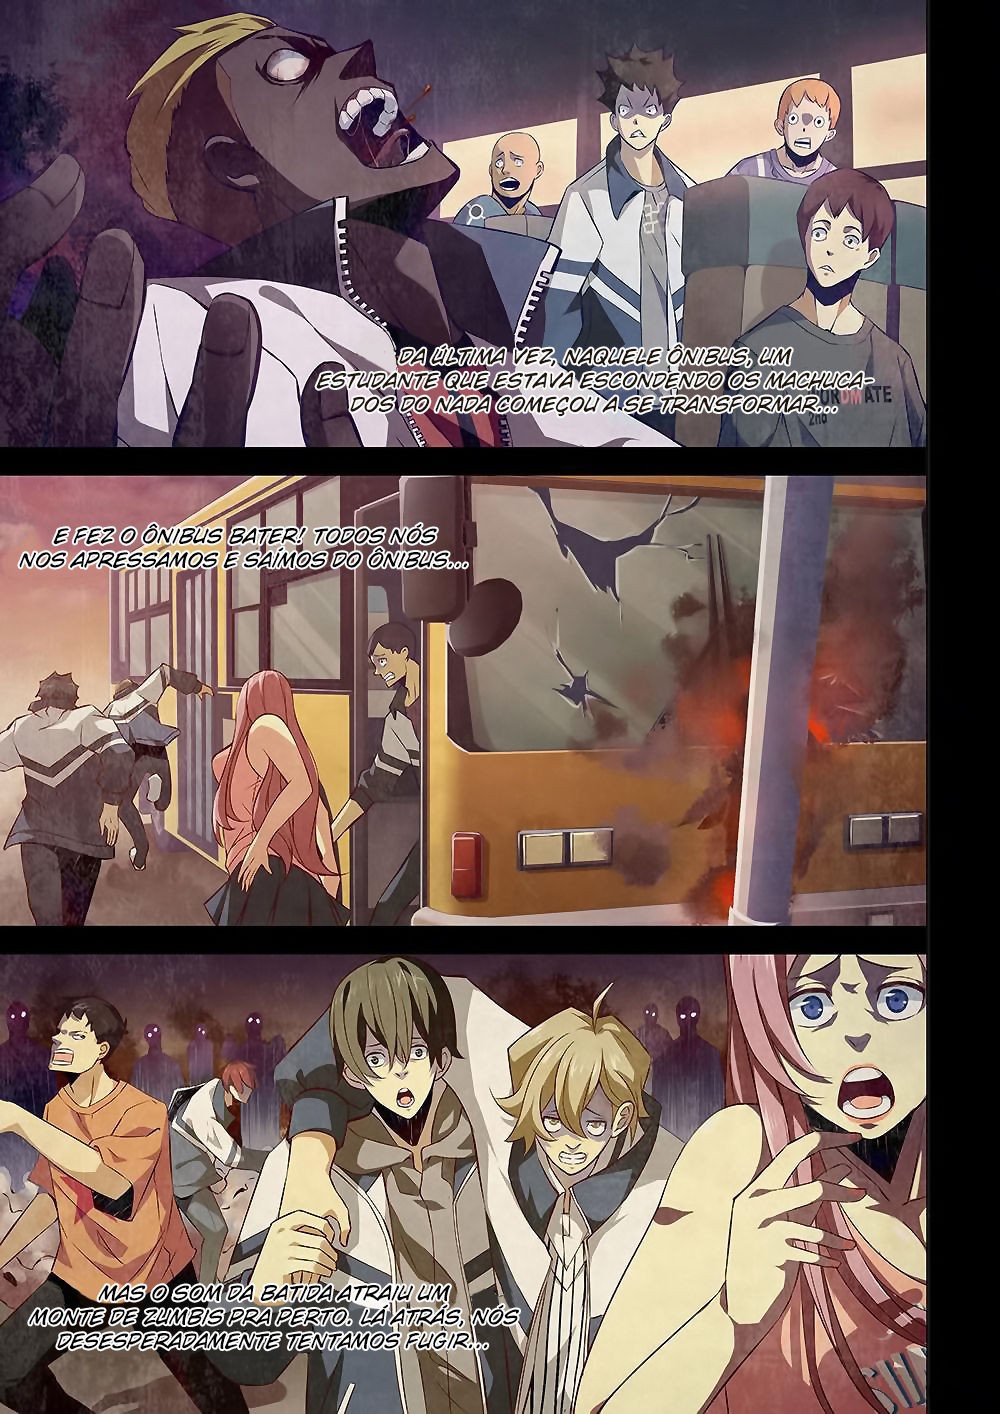 DA ÚLTIMA VEZ, NAQUELE ÔNIBUS, UM
ESTUDANTE QUE ESTAVA ESCONDENDO OS MACHUCA-
DOS DO NADA COMEÇOU A SE TRANSFORMAR...
URDMATE
2nd
E FEZ O ÔNIBUS BATER! TODOS NÓS
NOS APRESSAMOS E SAÍMOS DO ÔNIBUS...
MAS O SOM DA BATIDA ATRAIU UM
MONTE DE ZUMBIS PRA PERTO. LÁ ATRÁS, NÓS
DESESPERADAMENTE TENTAMOS FUGIR...